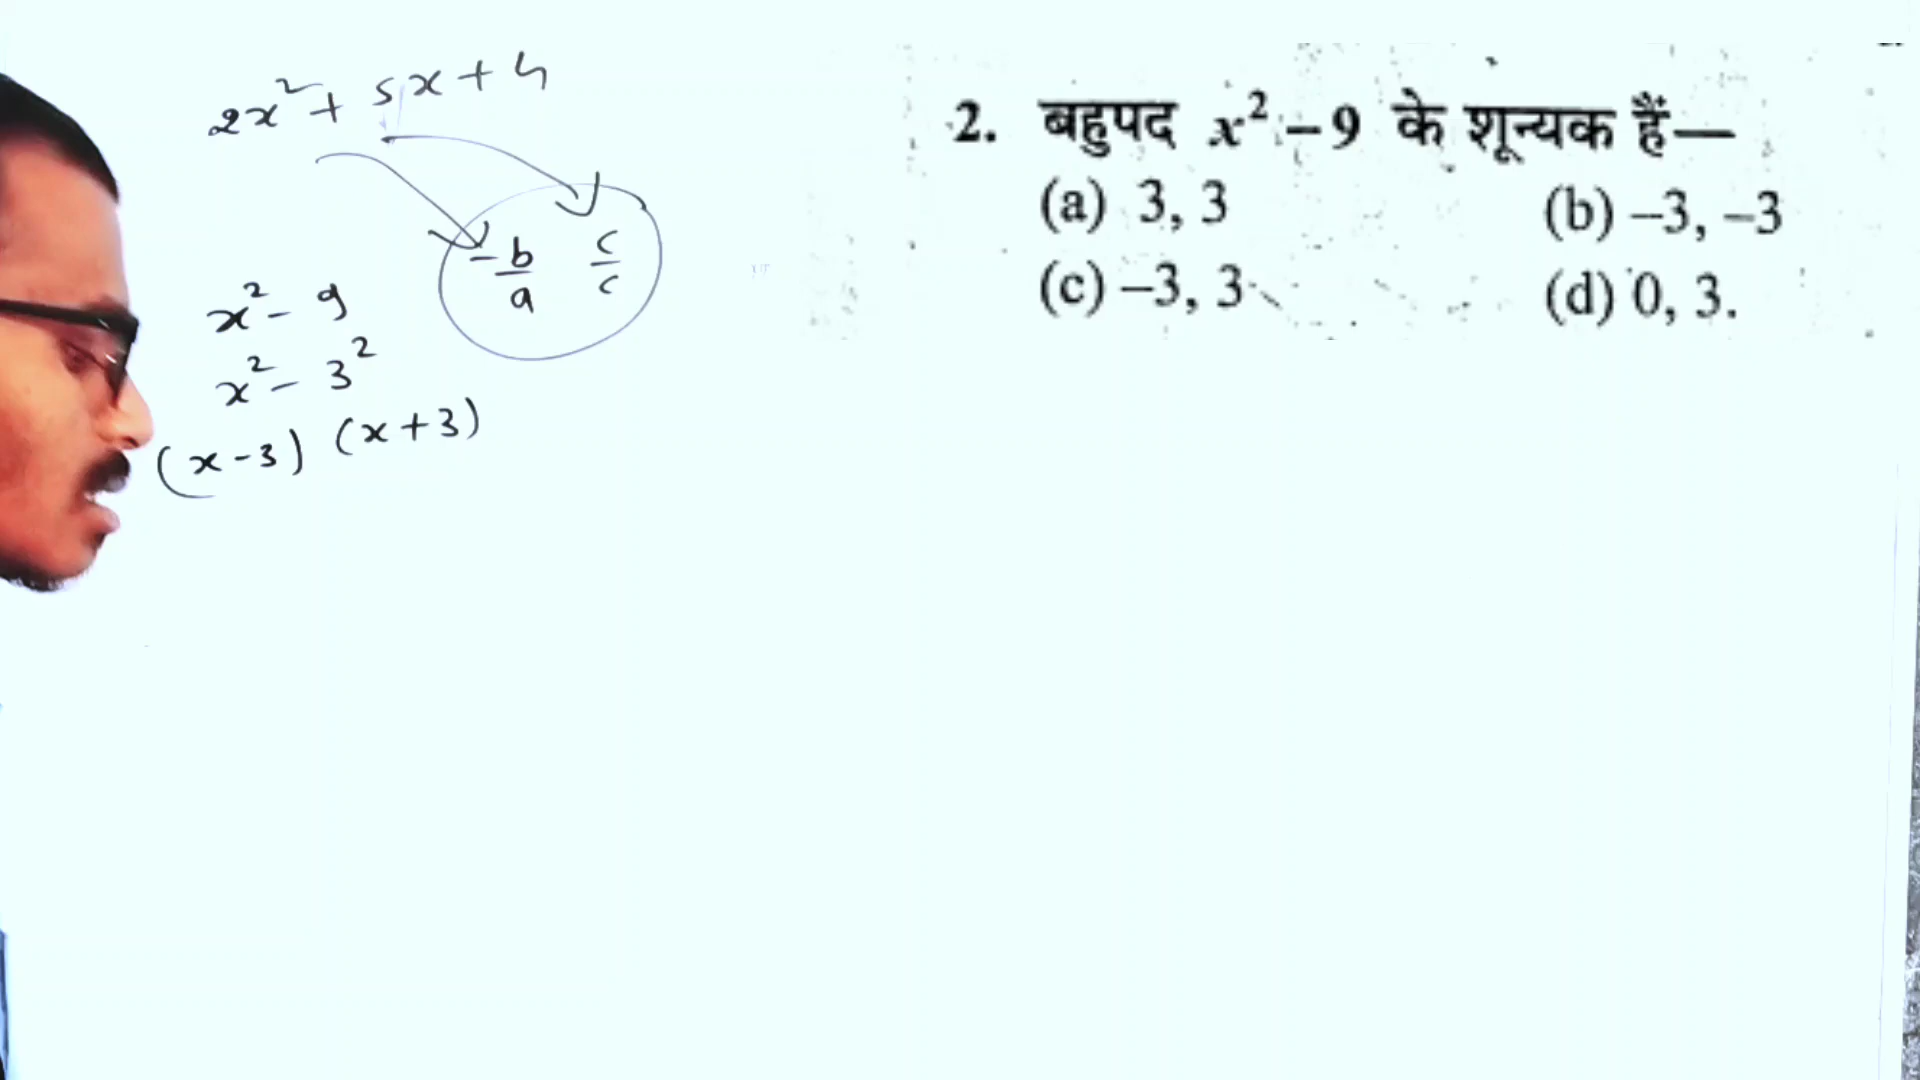 2x² + 5x + 4
-b/a c/c
x² - 9
x² - 3²
(x-3) (x+3)
2. बहुपद x² – 9 के शून्यक हैं—
(a) 3, 3 (b) –3, –3
(c) –3, 3 (d) 0, 3.